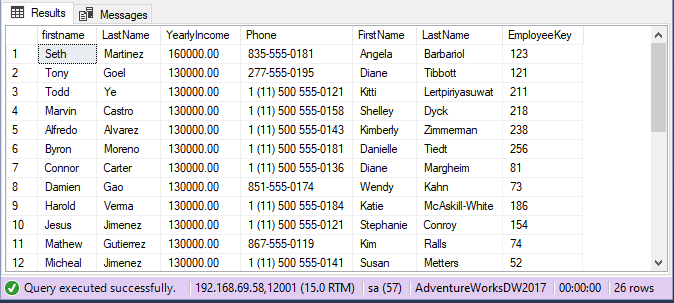 Results Messages
firstname LastName YearlyIncome Phone FirstName LastName EmployeeKey
1 Seth Martinez 160000.00 835-555-0181 Angela Barbariol 123
2 Tony Goel 130000.00 277-555-0195 Diane Tibbott 121
3 Todd Ye 130000.00 1 (11) 500 555-0121 Kitti Lertpiriyasuwat 211
4 Marvin Castro 130000.00 1 (11) 500 555-0158 Shelley Dyck 218
5 Alfredo Alvarez 130000.00 1 (11) 500 555-0143 Kimberly Zimmerman 238
6 Byron Moreno 130000.00 1 (11) 500 555-0181 Danielle Tiedt 256
7 Connor Carter 130000.00 1 (11) 500 555-0136 Diane Margheim 81
8 Damien Gao 130000.00 851-555-0174 Wendy Kahn 73
9 Harold Verma 130000.00 1 (11) 500 555-0184 Katie McAskill-White 186
10 Jesus Jimenez 130000.00 1 (11) 500 555-0121 Stephanie Conroy 154
11 Mathew Gutierrez 130000.00 867-555-0119 Kim Ralls 74
12 Micheal Jimenez 130000.00 1 (11) 500 555-0141 Susan Metters 52
Query executed successfully. 192.168.69.58,12001 (15.0 RTM) sa (57) AdventureWorksDW2017 00:00:00 26 rows